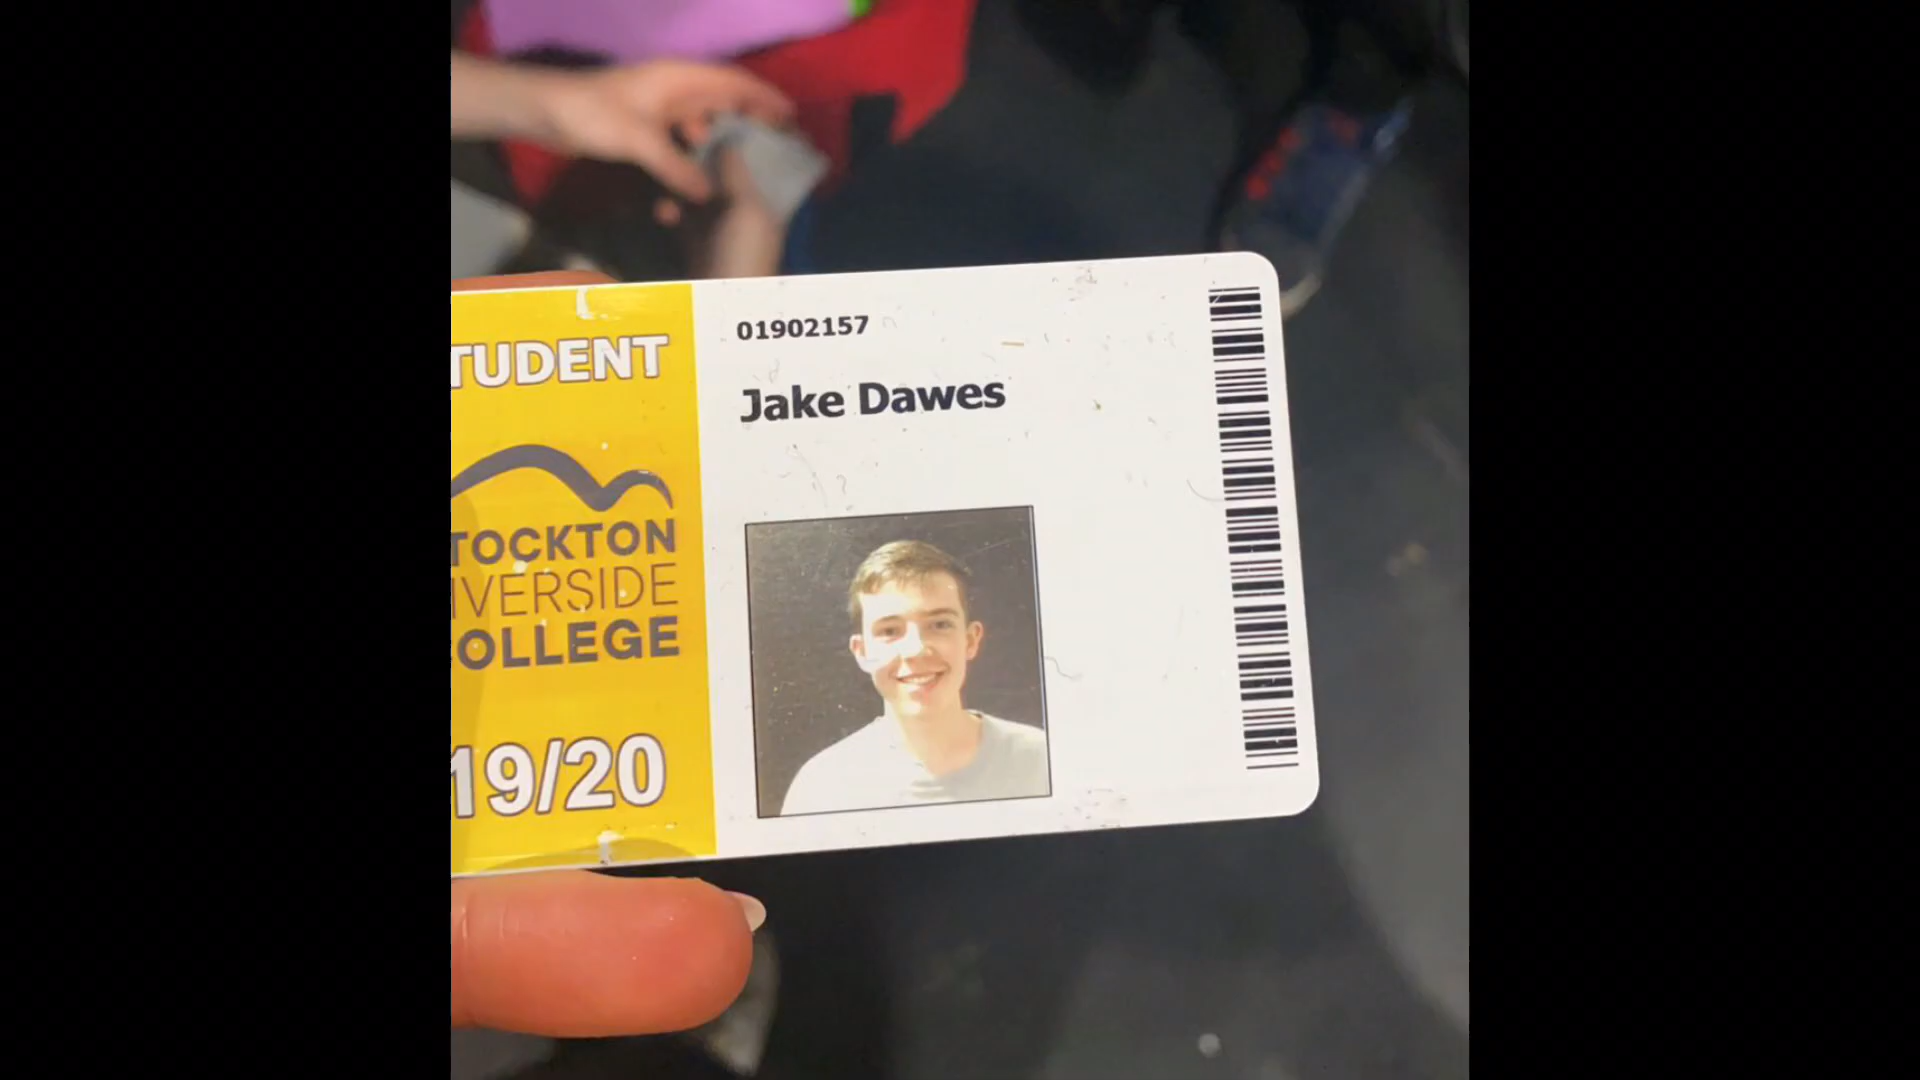 TUDENT
TOCKTON
IVERSIDE
OLLEGE
19/20
01902157
Jake Dawes